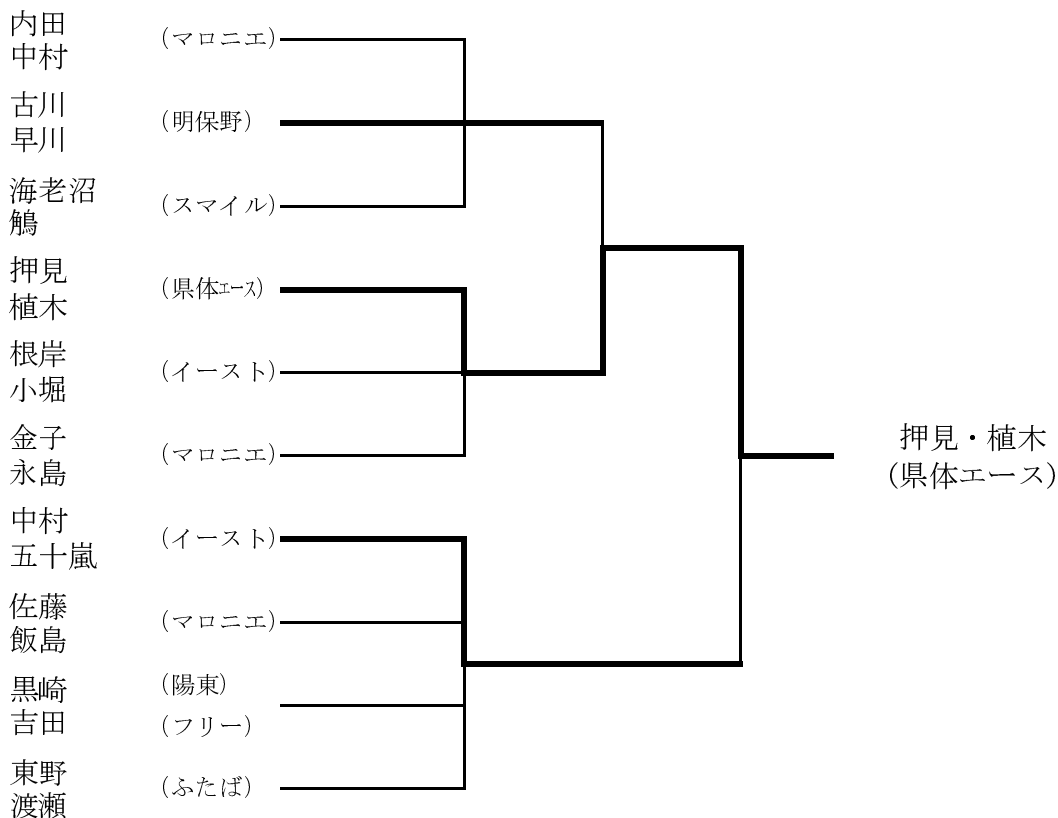 内田
中村
(マロニエ)
古川
早川
(明保野)
海老沼
鵤
(スマイル)
押見
植木
(県体エース)
根岸
小堀
(イースト)
金子
永島
(マロニエ)
押見・植木
(県体エース)
中村
五十嵐
(イースト)
佐藤
飯島
(マロニエ)
黒崎
吉田
(陽東)
(フリー)
東野
渡瀬
(ふたば)